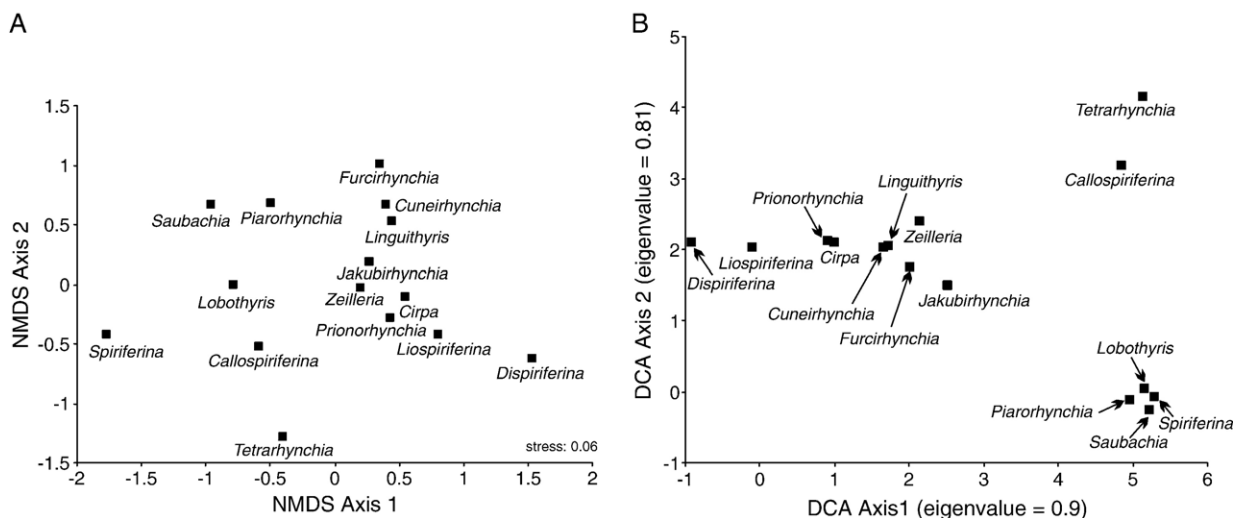 A
1.5
1
0.5
0
-0.5
-1
-1.5
NMDS Axis 2
Furcirhynchia
Saubachia
Piarorhynchia
Cuneirhynchia
Linguithyris
Jakubirhynchia
Lobothyris
Zeilleria
Cirpa
Prionorhynchia
Spiriferina
Callospiriferina
Liospiriferina
Dispiriferina
Tetrarhynchia
stress: 0.06
-2 -1.5 -1 -0.5 0 0.5 1 1.5 2
NMDS Axis 1
B
5
4
3
2
1
0
-1
DCA Axis 2 (eigenvalue = 0.81)
Tetrarhynchia
Callospiriferina
Linguithyris
Prionorhynchia
Zeilleria
Cirpa
Liospiriferina
Dispiriferina
Cuneirhynchia
Jakubirhynchia
Furcirhynchia
Lobothyris
Piarorhynchia
Spiriferina
Saubachia
-1 0 1 2 3 4 5 6
DCA Axis1 (eigenvalue = 0.9)